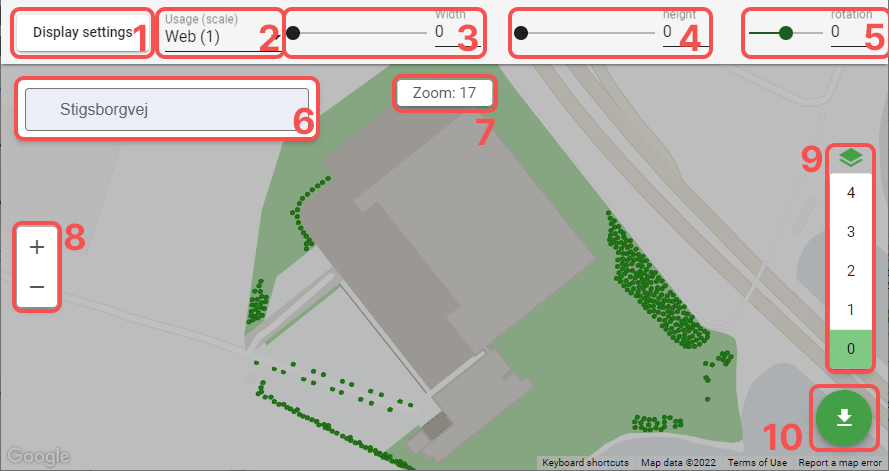 Display settings
1
Usage (scale)
Web (1)
2
Width
0
3
height
0
4
rotation
0
5
Stigsborgvej
6
Zoom: 17
7
+
−
8
9
4
3
2
1
0
10
Google
Keyboard shortcuts Map data ©2022 Terms of Use Report a map error